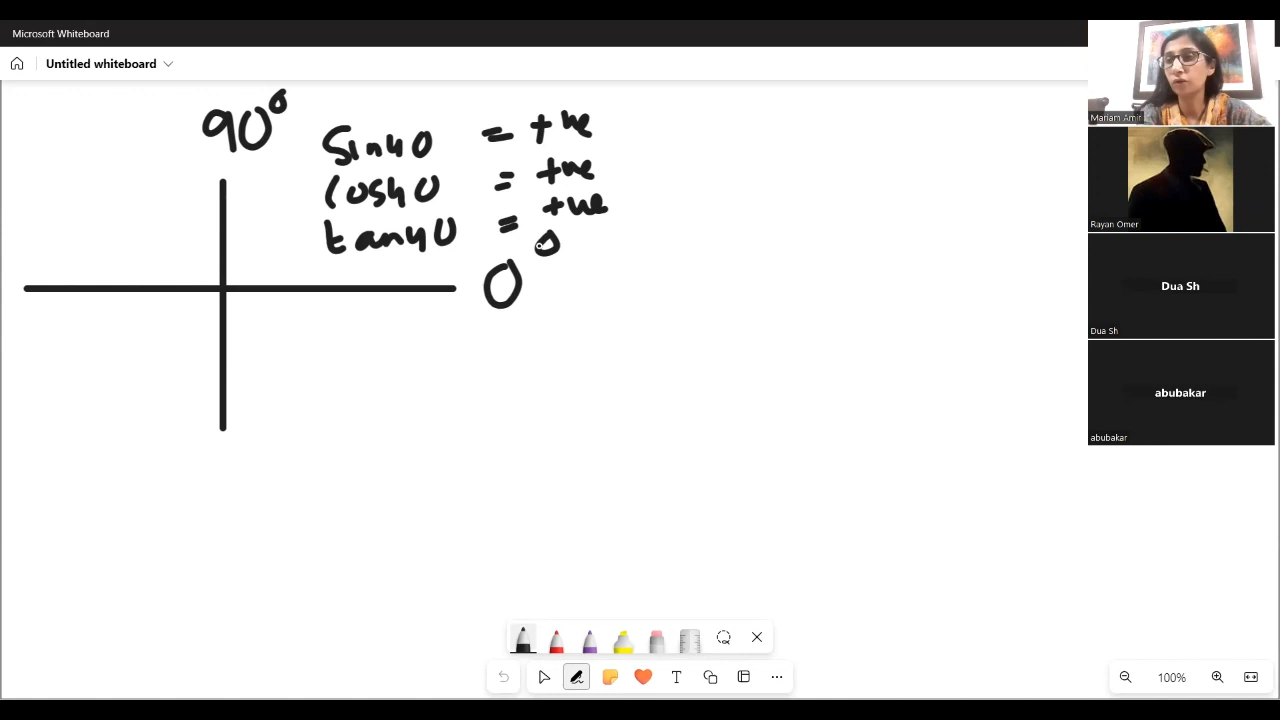 Microsoft Whiteboard
Untitled whiteboard
90°
Sin40 = +ve
Cos40 = +ve
tan40 = +ve
0°
Mariam Amir
Rayan Omer
Dua Sh
Dua Sh
abubakar
abubakar
100%